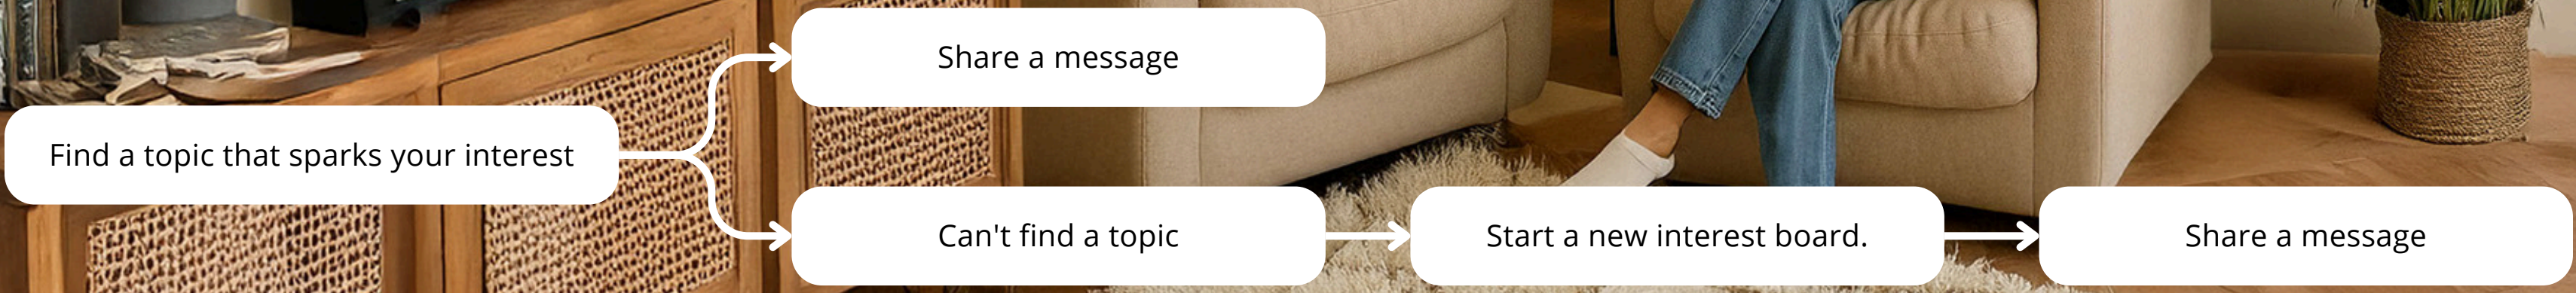 Share a message
Find a topic that sparks your interest
Can't find a topic
Start a new interest board.
Share a message